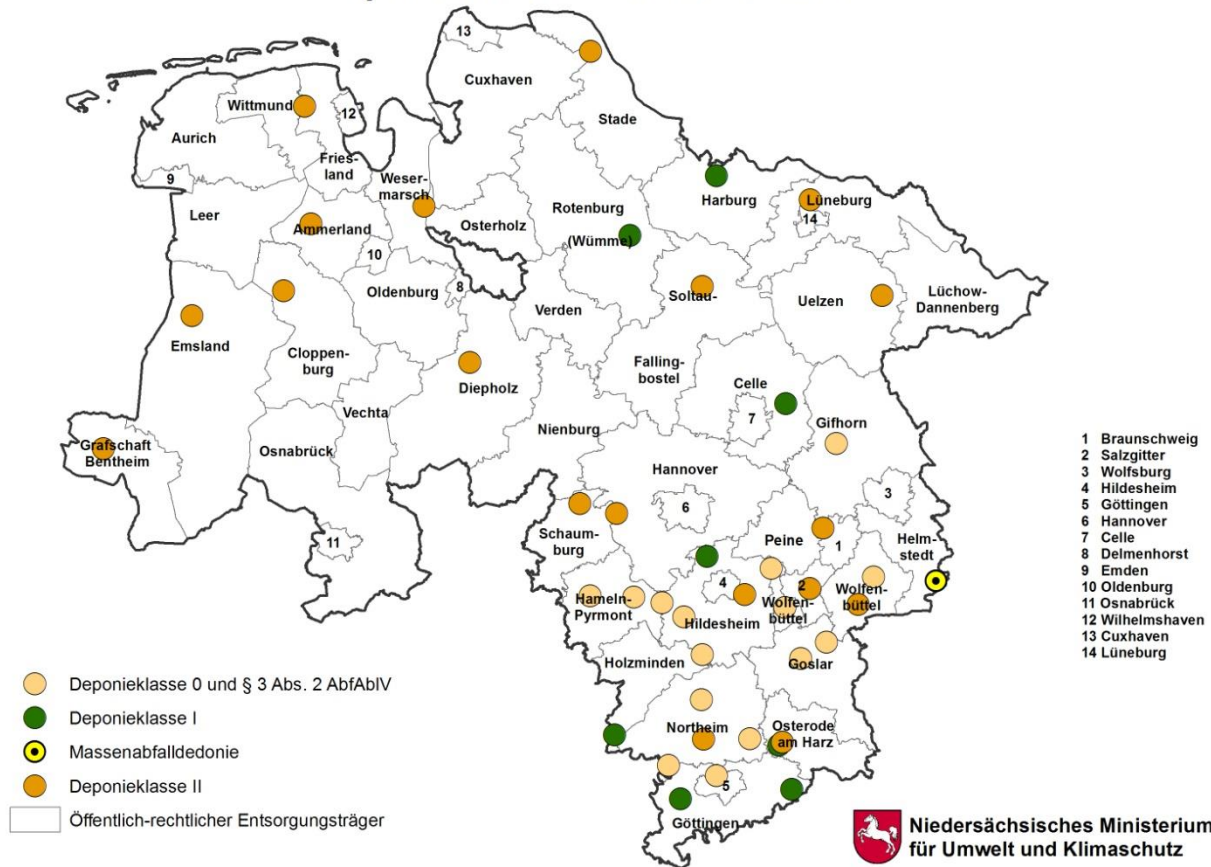 13
Cuxhaven
Wittmund
12
Stade
Aurich
Fries-
land
9
Weser-
marsch
Harburg
Lüneburg
14
Leer
Rotenburg
(Wümme)
Ammerland
Osterholz
10
Oldenburg
8
Soltau-
Uelzen
Lüchow-
Dannenberg
Verden
Emsland
Cloppen-
burg
Falling-
bostel
Diepholz
Celle
7
Vechta
Gifhorn
Nienburg
Grafschaft
Bentheim
Osnabrück
Hannover
6
3
Schaum-
burg
Peine
1
Helm-
stedt
11
4
2
Hameln-
Pyrmont
Wolfen-
büttel
Wolfen-
büttel
Hildesheim
Holzminden
Goslar
Northeim
Osterode
am Harz
5
Göttingen
1 Braunschweig
2 Salzgitter
3 Wolfsburg
4 Hildesheim
5 Göttingen
6 Hannover
7 Celle
8 Delmenhorst
9 Emden
10 Oldenburg
11 Osnabrück
12 Wilhelmshaven
13 Cuxhaven
14 Lüneburg
Deponieklasse 0 und § 3 Abs. 2 AbfAblV
Deponieklasse I
Massenabfalldedonie
Deponieklasse II
Öffentlich-rechtlicher Entsorgungsträger
Niedersächsisches Ministerium
für Umwelt und Klimaschutz